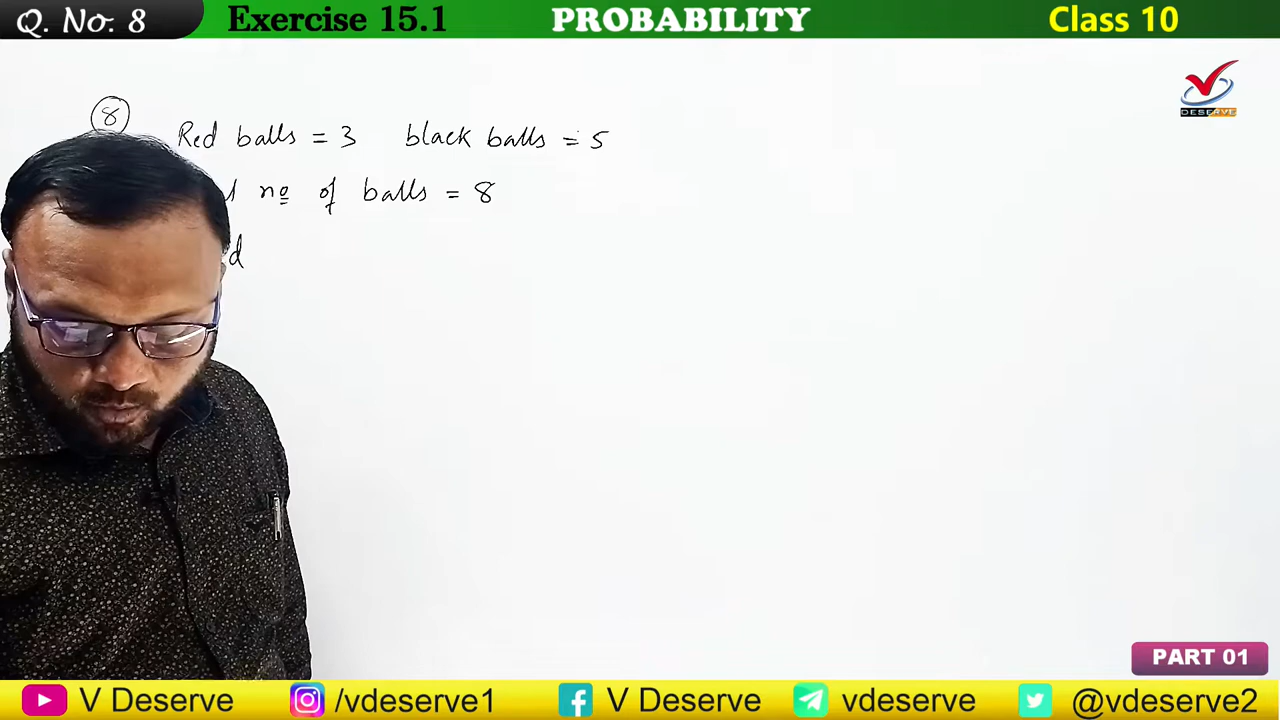 Q. No. 8 Exercise 15.1 PROBABILITY Class 10
DESERVE
8
Red balls = 3 black balls = 5
no of balls = 8
PART 01
V Deserve /vdeserve1 V Deserve vdeserve @vdeserve2